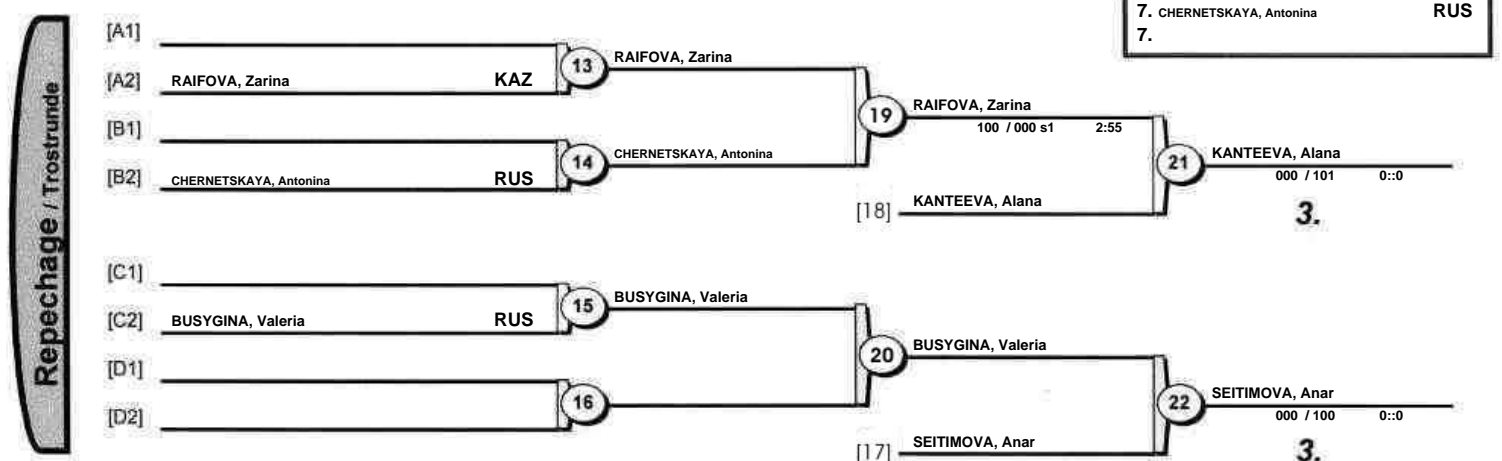 7. CHERNETSKAYA, Antonina RUS
7.
Repechage / Trostrunde
[A1]
[A2] RAIFOVA, Zarina KAZ
13
RAIFOVA, Zarina
[B1]
[B2] CHERNETSKAYA, Antonina RUS
14
CHERNETSKAYA, Antonina
19
RAIFOVA, Zarina
100 / 000 s1 2:55
[18] KANTEEVA, Alana
21
KANTEEVA, Alana
000 / 101 0::0
3.
[C1]
[C2] BUSYGINA, Valeria RUS
15
BUSYGINA, Valeria
[D1]
[D2]
16
20
BUSYGINA, Valeria
[17] SEITIMOVA, Anar
22
SEITIMOVA, Anar
000 / 100 0::0
3.